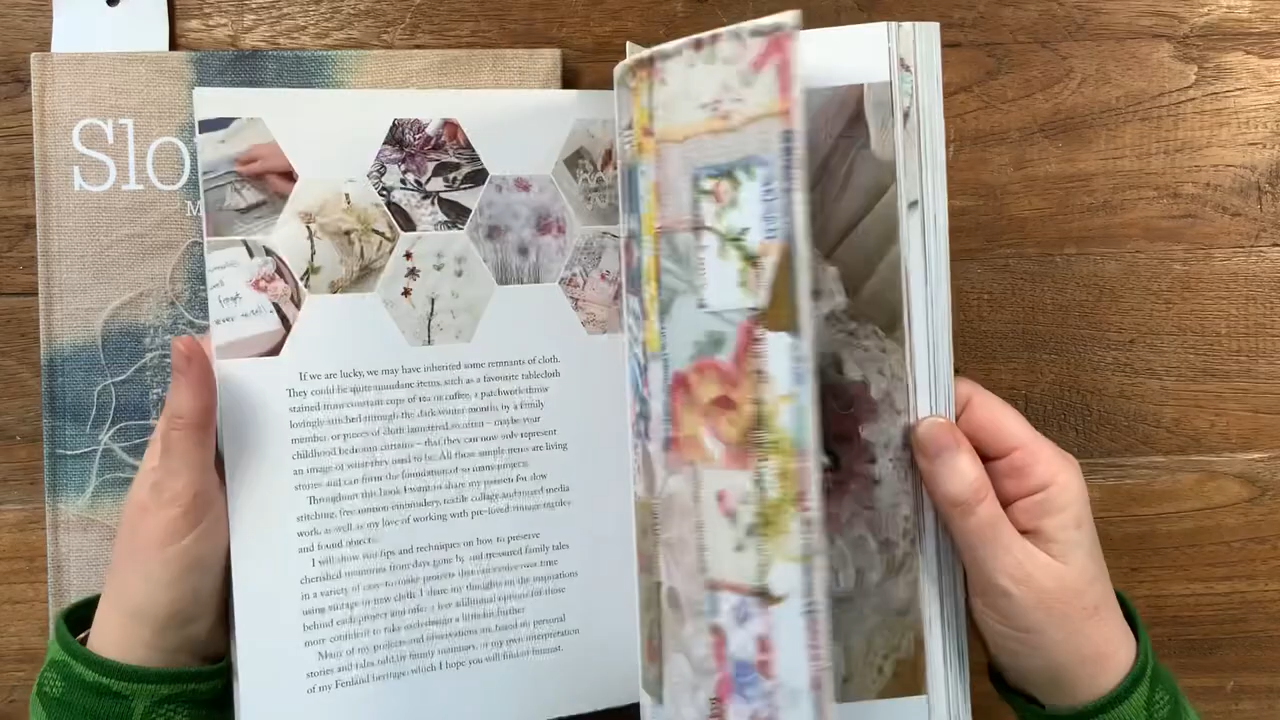 Slo
M
If we are lucky, we may have inherited some remnants of cloth.
They could be quite mundane items, such as a favourite tablecloth
stained from constant cups of tea or coffee, a patchwork throw
lovingly stitched through the dark winter months by a family
member, or pieces of cloth laundered so often – maybe your
childhood bedroom curtains – that they can now only represent
an image of what they used to be. All these simple items are living
stories and can form the foundation of so many projects.
Throughout this book I want to share my passion for slow
stitching, free-motion embroidery, textile collage and mixed media
work, as well as my love of working with pre-loved vintage textiles
and found objects.
I will show you tips and techniques on how to preserve
cherished memories from days gone by and treasured family tales
in a variety of easy-to-make projects that
using vintage or new cloth. I share my thoughts on the inspirations
behind each project and offer a few additional options for those
more confident to take each design a little bit further.
Many of my projects and observations are based on my personal
stories and tales told by family members, or my own interpretation
of my Fenland heritage, which I hope you will find of interest.